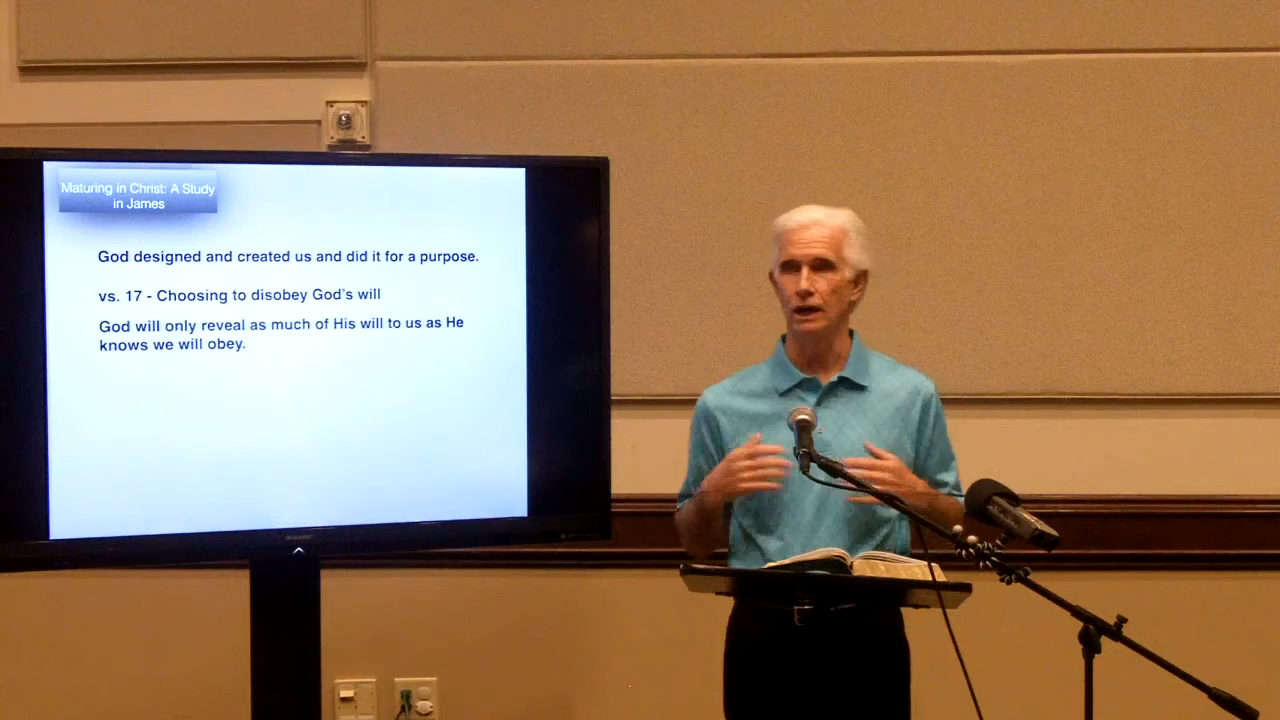 Maturing in Christ: A Study
in James
God designed and created us and did it for a purpose.
vs. 17 - Choosing to disobey God's will
God will only reveal as much of His will to us as He
knows we will obey.
SHARP